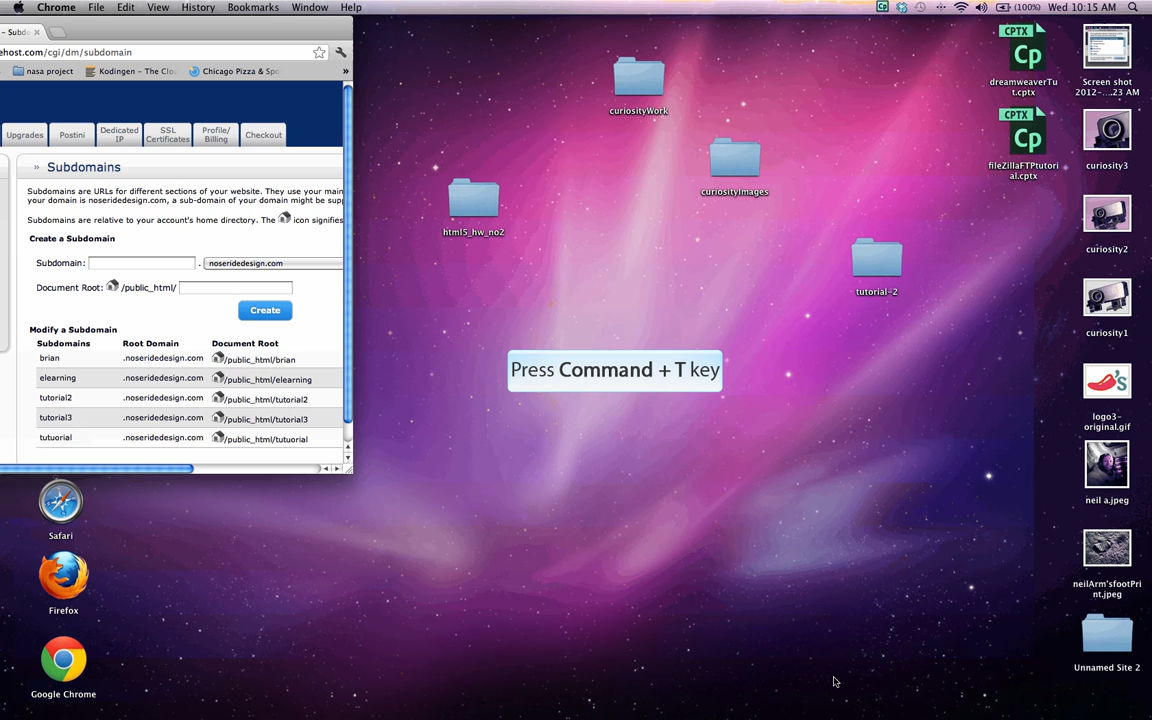 Chrome File Edit View History Bookmarks Window Help
(100%) Wed 10:15 AM
– Subdo
ehost.com/cgi/dm/subdomain
nasa project Kodingen – The Clo Chicago Pizza & Spo »
Upgrades Postini Dedicated IP SSL Certificates Profile/ Billing Checkout
» Subdomains
Subdomains are URLs for different sections of your website. They use your main
your domain is noseridedesign.com, a sub-domain of your domain might be sup
Subdomains are relative to your account's home directory. The icon signifies
Create a Subdomain
Subdomain: . noseridedesign.com
Document Root: /public_html/
Create
Modify a Subdomain
Subdomains Root Domain Document Root
brian .noseridedesign.com /public_html/brian
elearning .noseridedesign.com /public_html/elearning
tutorial2 .noseridedesign.com /public_html/tutorial2
tutorial3 .noseridedesign.com /public_html/tutuorial3
tutuorial .noseridedesign.com /public_html/tutuorial
curiosityWork
curiosityImages
html5_hw_no2
tutorial-2
Press Command + T key
CPTX
Cp
dreamweaverTu
t.cptx
CPTX
Cp
fileZillaFTPtutori
al.cptx
Screen shot
2012-....23 AM
curiosity3
curiosity2
curiosity1
's
logo3-
original.gif
neil a.jpeg
neilArm'sfootPri
nt.jpeg
Unnamed Site 2
Safari
Firefox
Google Chrome